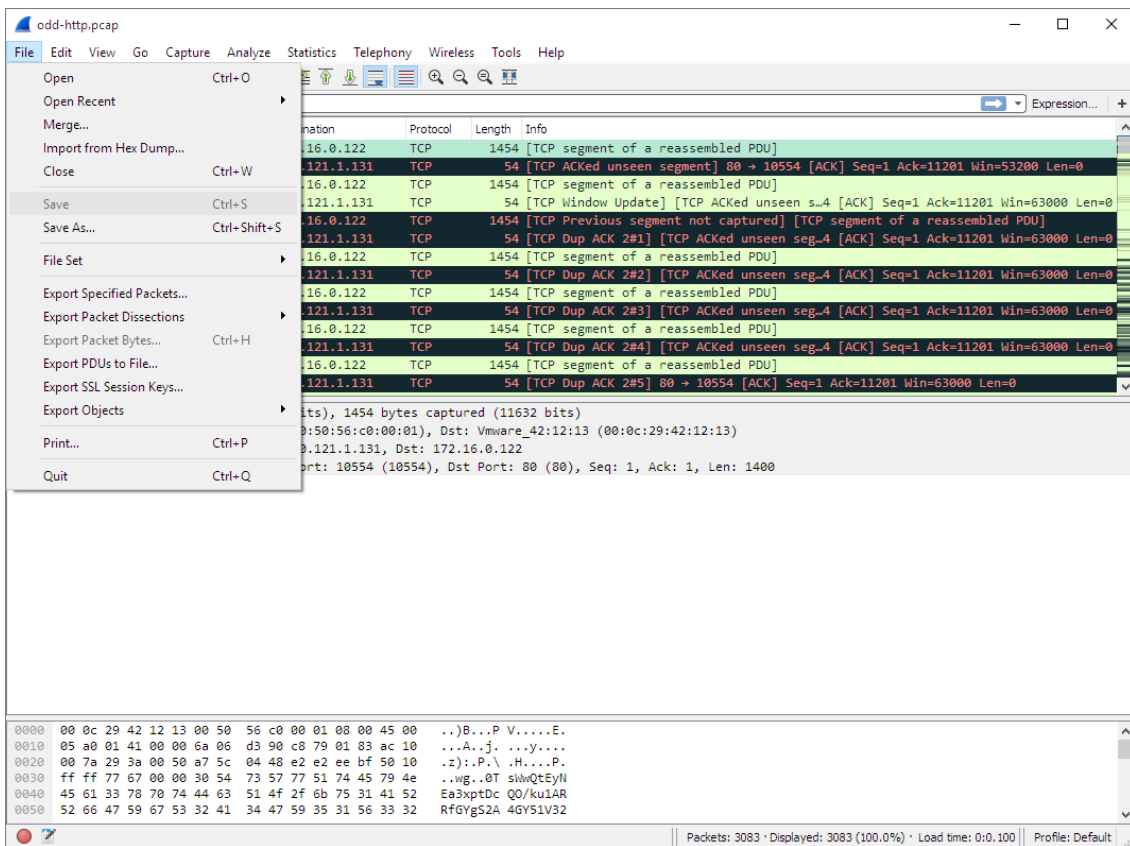 odd-http.pcap
File Edit View Go Capture Analyze Statistics Telephony Wireless Tools Help
Open Ctrl+O
Open Recent
Merge...
Import from Hex Dump...
Close Ctrl+W
Save Ctrl+S
Save As... Ctrl+Shift+S
File Set
Export Specified Packets...
Export Packet Dissections
Export Packet Bytes... Ctrl+H
Export PDUs to File...
Export SSL Session Keys...
Export Objects
Print... Ctrl+P
Quit Ctrl+Q
Expression... +
ination Protocol Length Info
.16.0.122 TCP 1454 [TCP segment of a reassembled PDU]
.121.1.131 TCP 54 [TCP ACKed unseen segment] 80 → 10554 [ACK] Seq=1 Ack=11201 Win=53200 Len=0
.16.0.122 TCP 1454 [TCP segment of a reassembled PDU]
.121.1.131 TCP 54 [TCP Window Update] [TCP ACKed unseen s…4 [ACK] Seq=1 Ack=11201 Win=63000 Len=0
.16.0.122 TCP 1454 [TCP Previous segment not captured] [TCP segment of a reassembled PDU]
.121.1.131 TCP 54 [TCP Dup ACK 2#1] [TCP ACKed unseen seg…4 [ACK] Seq=1 Ack=11201 Win=63000 Len=0
.16.0.122 TCP 1454 [TCP segment of a reassembled PDU]
.121.1.131 TCP 54 [TCP Dup ACK 2#2] [TCP ACKed unseen seg…4 [ACK] Seq=1 Ack=11201 Win=63000 Len=0
.16.0.122 TCP 1454 [TCP segment of a reassembled PDU]
.121.1.131 TCP 54 [TCP Dup ACK 2#3] [TCP ACKed unseen seg…4 [ACK] Seq=1 Ack=11201 Win=63000 Len=0
.16.0.122 TCP 1454 [TCP segment of a reassembled PDU]
.121.1.131 TCP 54 [TCP Dup ACK 2#4] [TCP ACKed unseen seg…4 [ACK] Seq=1 Ack=11201 Win=63000 Len=0
.16.0.122 TCP 1454 [TCP segment of a reassembled PDU]
.121.1.131 TCP 54 [TCP Dup ACK 2#5] 80 → 10554 [ACK] Seq=1 Ack=11201 Win=63000 Len=0
its), 1454 bytes captured (11632 bits)
0:50:56:c0:00:01), Dst: Vmware_42:12:13 (00:0c:29:42:12:13)
0.121.1.131, Dst: 172.16.0.122
ort: 10554 (10554), Dst Port: 80 (80), Seq: 1, Ack: 1, Len: 1400
0000 00 0c 29 42 12 13 00 50 56 c0 00 01 08 00 45 00 ..)B...P V.....E.
0010 05 a0 01 41 00 00 6a 06 d3 90 c8 79 01 83 ac 10 ...A..j. ...y....
0020 00 7a 29 3a 00 50 a7 5c 04 48 e2 e2 ee bf 50 10 .z):.P.\ .H....P.
0030 ff ff 77 67 00 00 30 54 73 57 77 51 74 45 79 4e ..wg..0T sWwQtEyN
0040 45 61 33 78 70 74 44 63 51 4f 2f 6b 75 31 41 52 Ea3xptDc QO/ku1AR
0050 52 66 47 59 67 53 32 41 34 47 59 35 31 56 33 32 RfGYgS2A 4GY51V32
Packets: 3083 · Displayed: 3083 (100.0%) · Load time: 0:0.100 Profile: Default